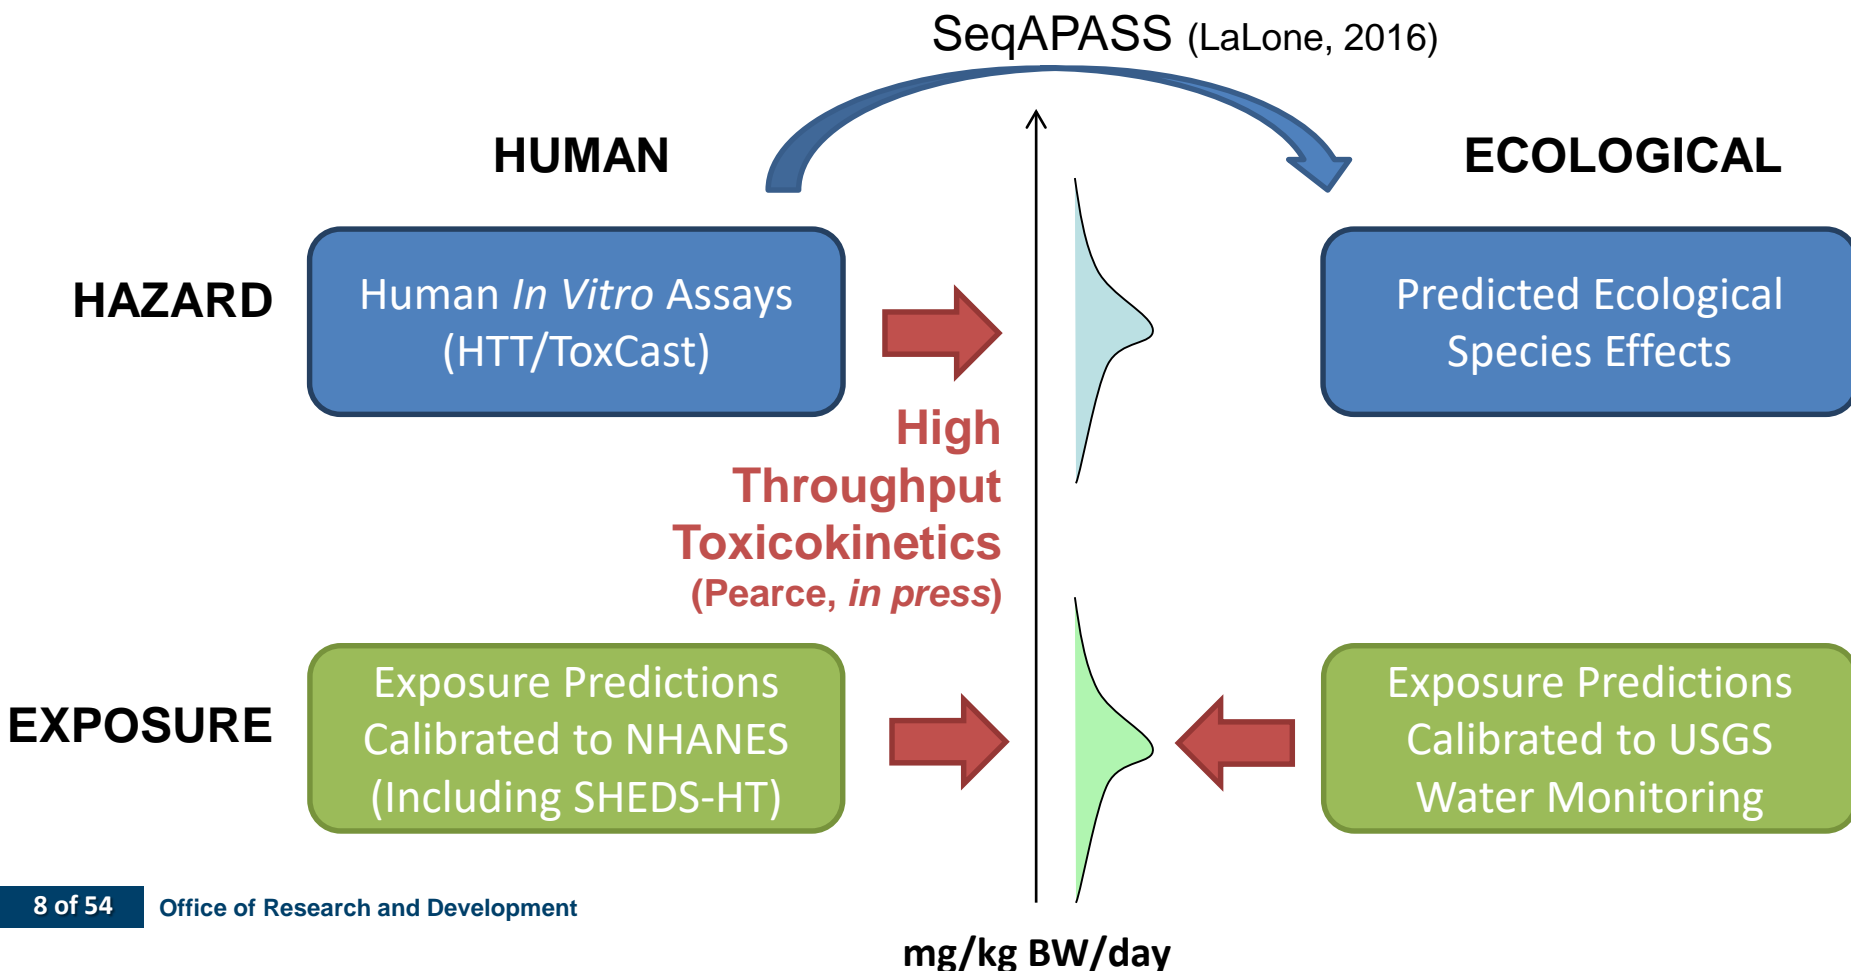 SeqAPASS (LaLone, 2016)
HUMAN
ECOLOGICAL
HAZARD
Human In Vitro Assays
(HTT/ToxCast)
Predicted Ecological
Species Effects
High
Throughput
Toxicokinetics
(Pearce, in press)
EXPOSURE
Exposure Predictions
Calibrated to NHANES
(Including SHEDS-HT)
Exposure Predictions
Calibrated to USGS
Water Monitoring
8 of 54
Office of Research and Development
mg/kg BW/day